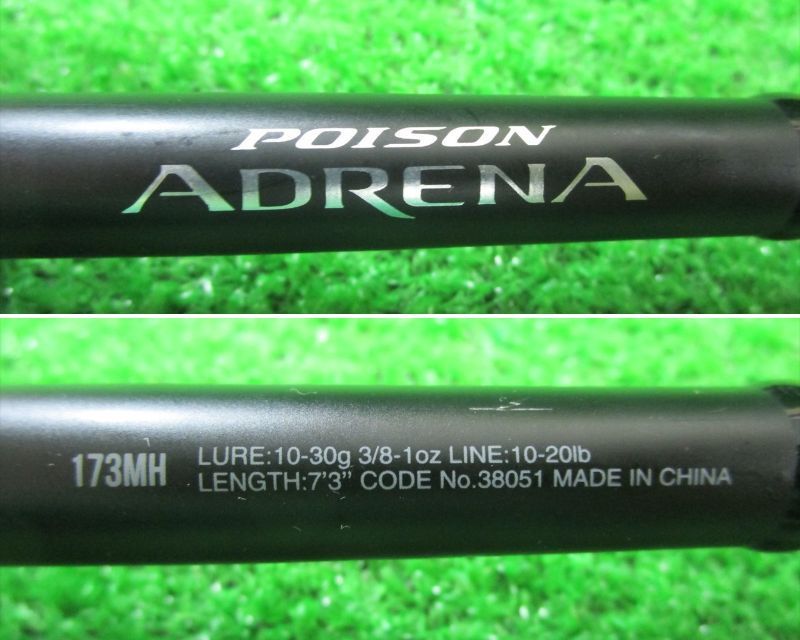 POISON
ADRENA
173MH
LURE:10-30g 3/8-1oz LINE:10-20lb
LENGTH:7'3" CODE No.38051 MADE IN CHINA